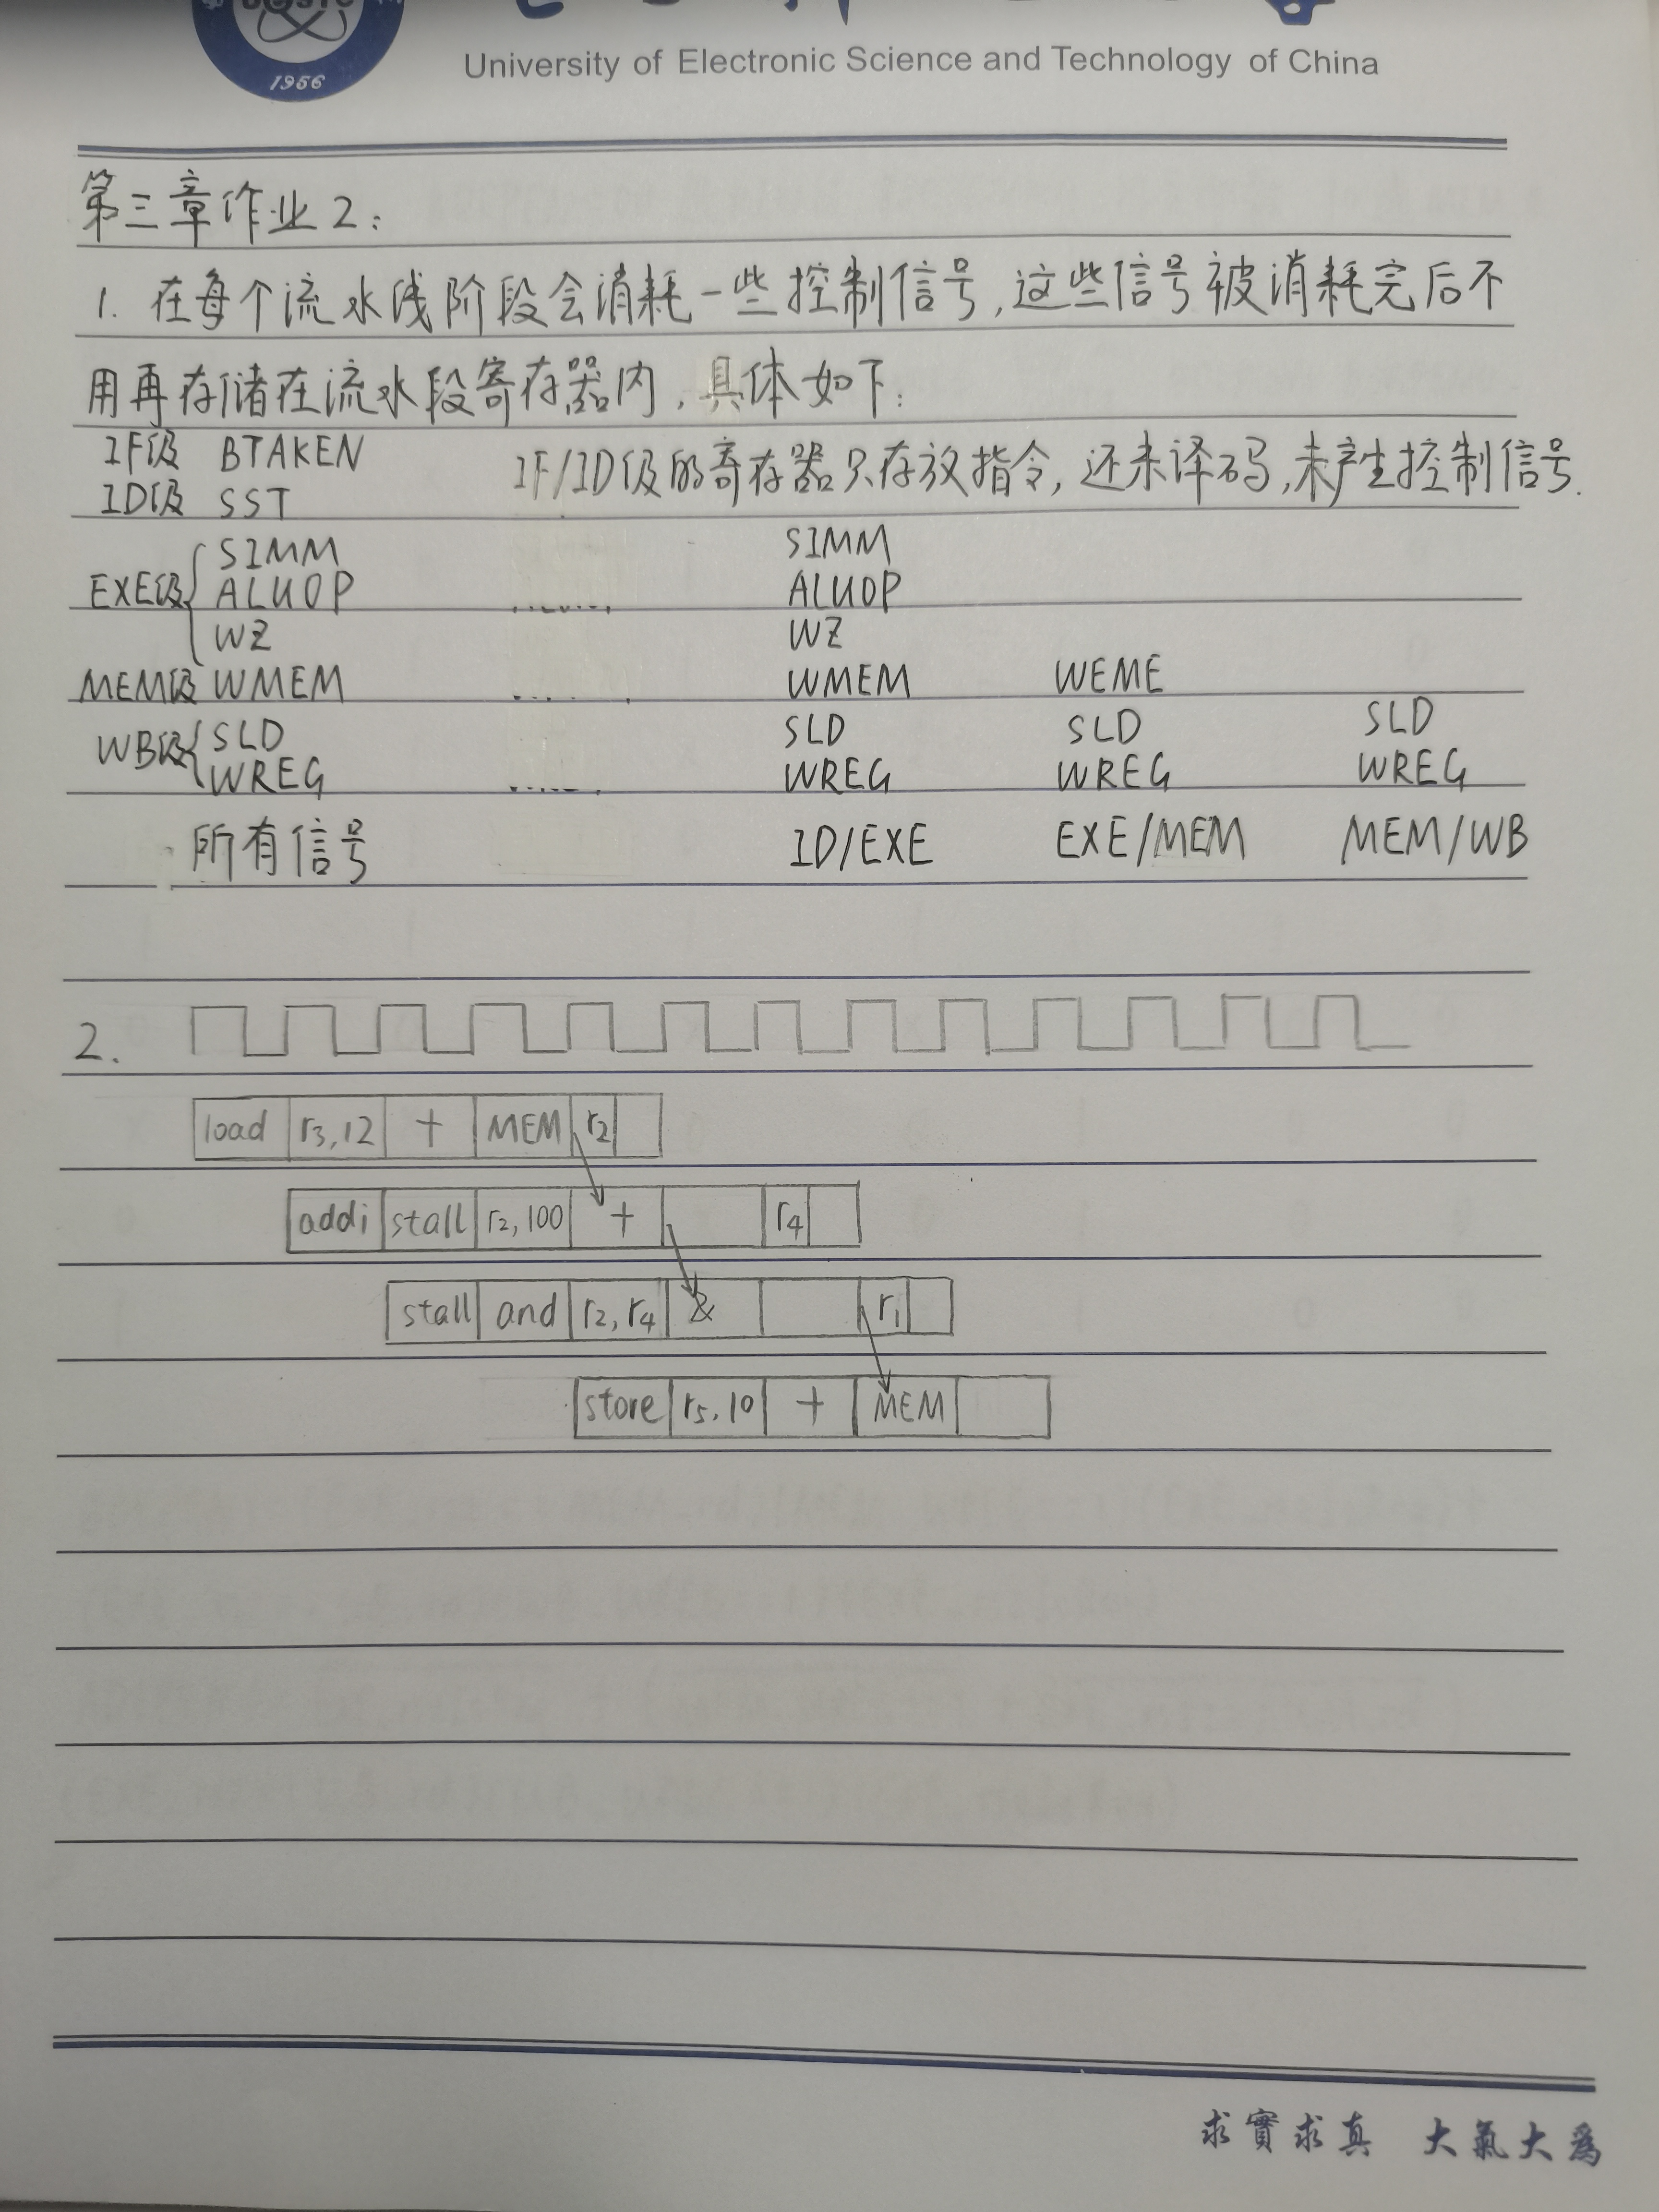 1956
University of Electronic Science and Technology of China
第三章作业2:
1. 在每个流水线阶段会消耗一些控制信号,这些信号被消耗完后不
用再存储在流水段寄存器内,具体如下:
IF级 BTAKEN IF/ID级的寄存器只存放指令,还未译码,未产生控制信号.
ID级 SST
SIMM SIMM
EXE级 ALUOP ALUOP
WZ WZ
MEM级 WMEM WMEM WEME
SLD SLD SLD SLD
WB级 WREG WREG WREG WREG
所有信号 ID/EXE EXE/MEM MEM/WB
2.
load r3,12 + MEM r2
addi stall r2,100 + r4
stall and r2,r4 & r1
store r5,10 + MEM
求實求真 大氣大為